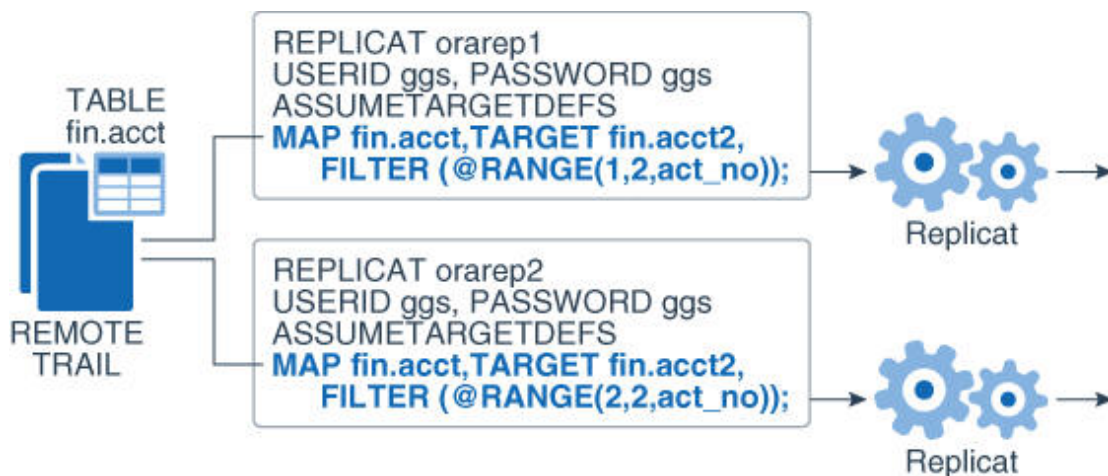 TABLE
fin.acct
REMOTE
TRAIL
REPLICAT orarep1
USERID ggs, PASSWORD ggs
ASSUMETARGETDEFS
MAP fin.acct,TARGET fin.acct2,
FILTER (@RANGE(1,2,act_no));
Replicat
REPLICAT orarep2
USERID ggs, PASSWORD ggs
ASSUMETARGETDEFS
MAP fin.acct,TARGET fin.acct2,
FILTER (@RANGE(2,2,act_no));
Replicat